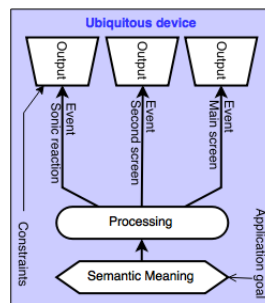 Ubiquitous device
Output
Output
Output
Event
Sonic reaction
Event
Second screen
Event
Main screen
Constraints
Processing
Application goal
Semantic Meaning